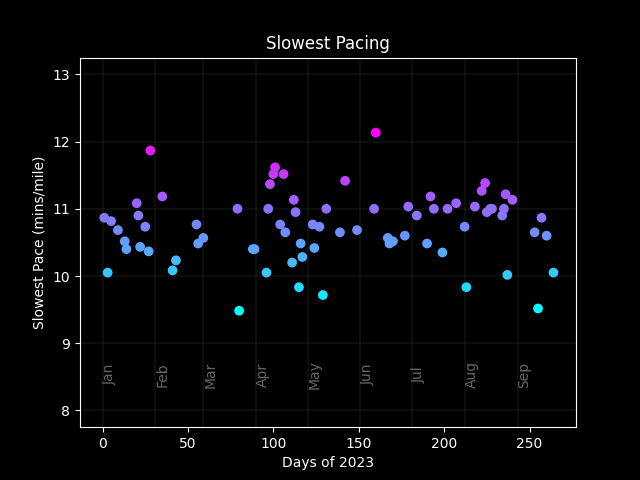 Slowest Pacing
Slowest Pace (mins/mile)
13
12
11
10
9
8
Jan Feb Mar Apr May Jun Jul Aug Sep
0 50 100 150 200 250
Days of 2023